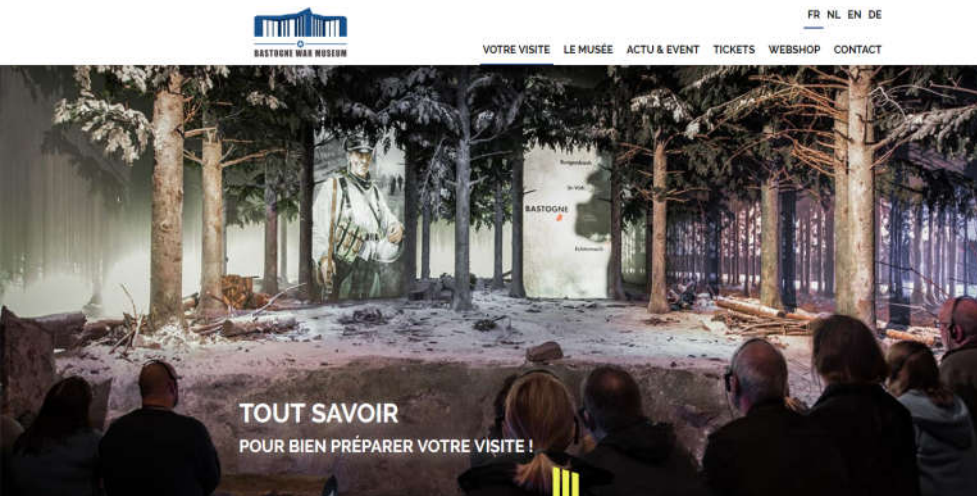 FR NL EN DE
BASTOGNE WAR MUSEUM
VOTRE VISITE LE MUSÉE ACTU & EVENT TICKETS WEBSHOP CONTACT
BASTOGNE
TOUT SAVOIR
POUR BIEN PRÉPARER VOTRE VISITE !